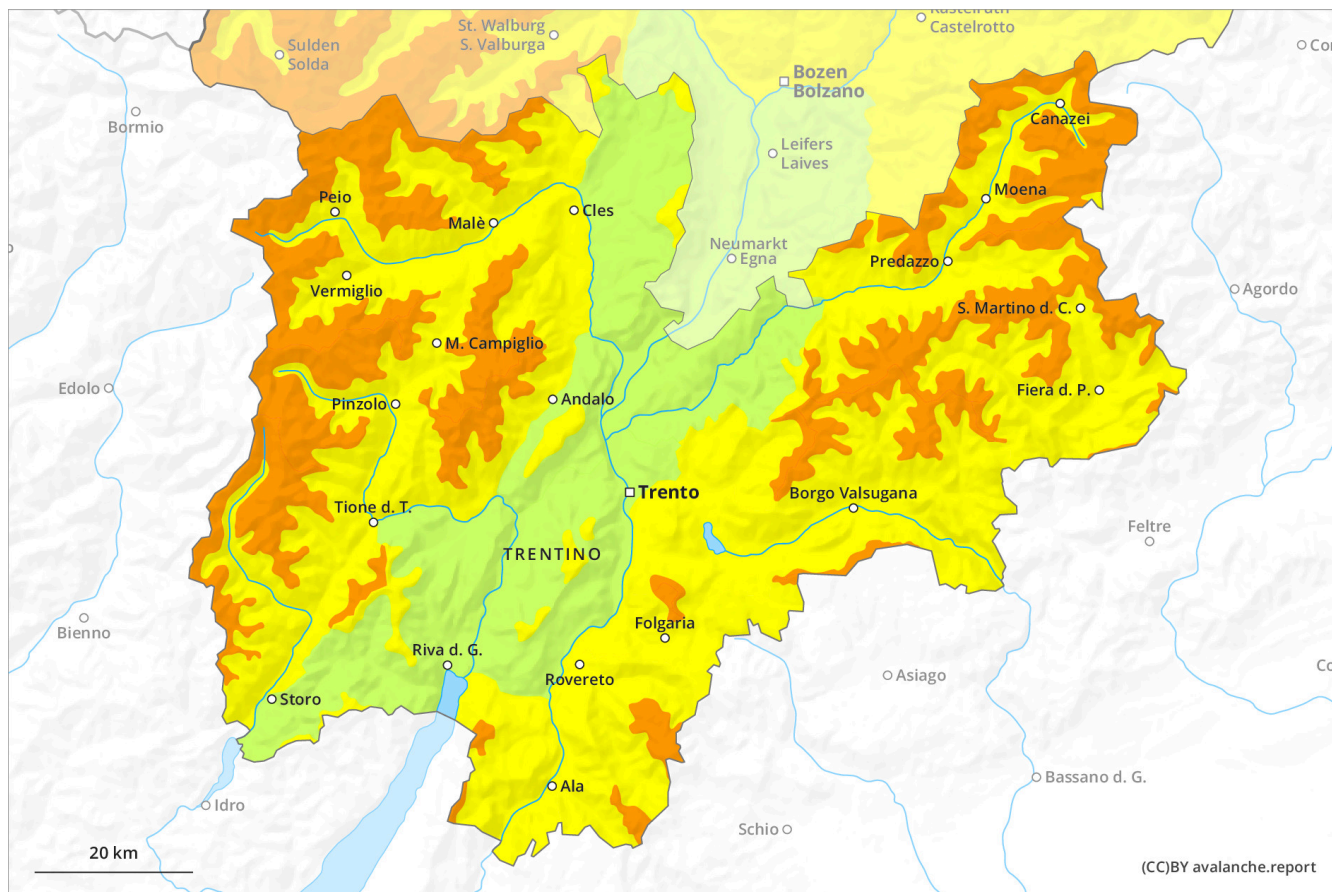 Kastelruth
Castelrotto
St. Walburg
S. Valburga
Sulden
Solda
Cor
Bozen
Bolzano
Canazei
Bormio
Leifers
Laives
Moena
Peio
Cles
Malè
Neumarkt
Egna
Predazzo
Vermiglio
Agordo
S. Martino d. C.
M. Campiglio
Edolo
Fiera d. P.
Andalo
Pinzolo
Trento
Borgo Valsugana
Tione d. T.
Feltre
TRENTINO
Bienno
Folgaria
Riva d. G.
Rovereto
Co
Asiago
Storo
Bassano d. G.
Ala
Idro
Schio
20 km
(CC)BY avalanche.report